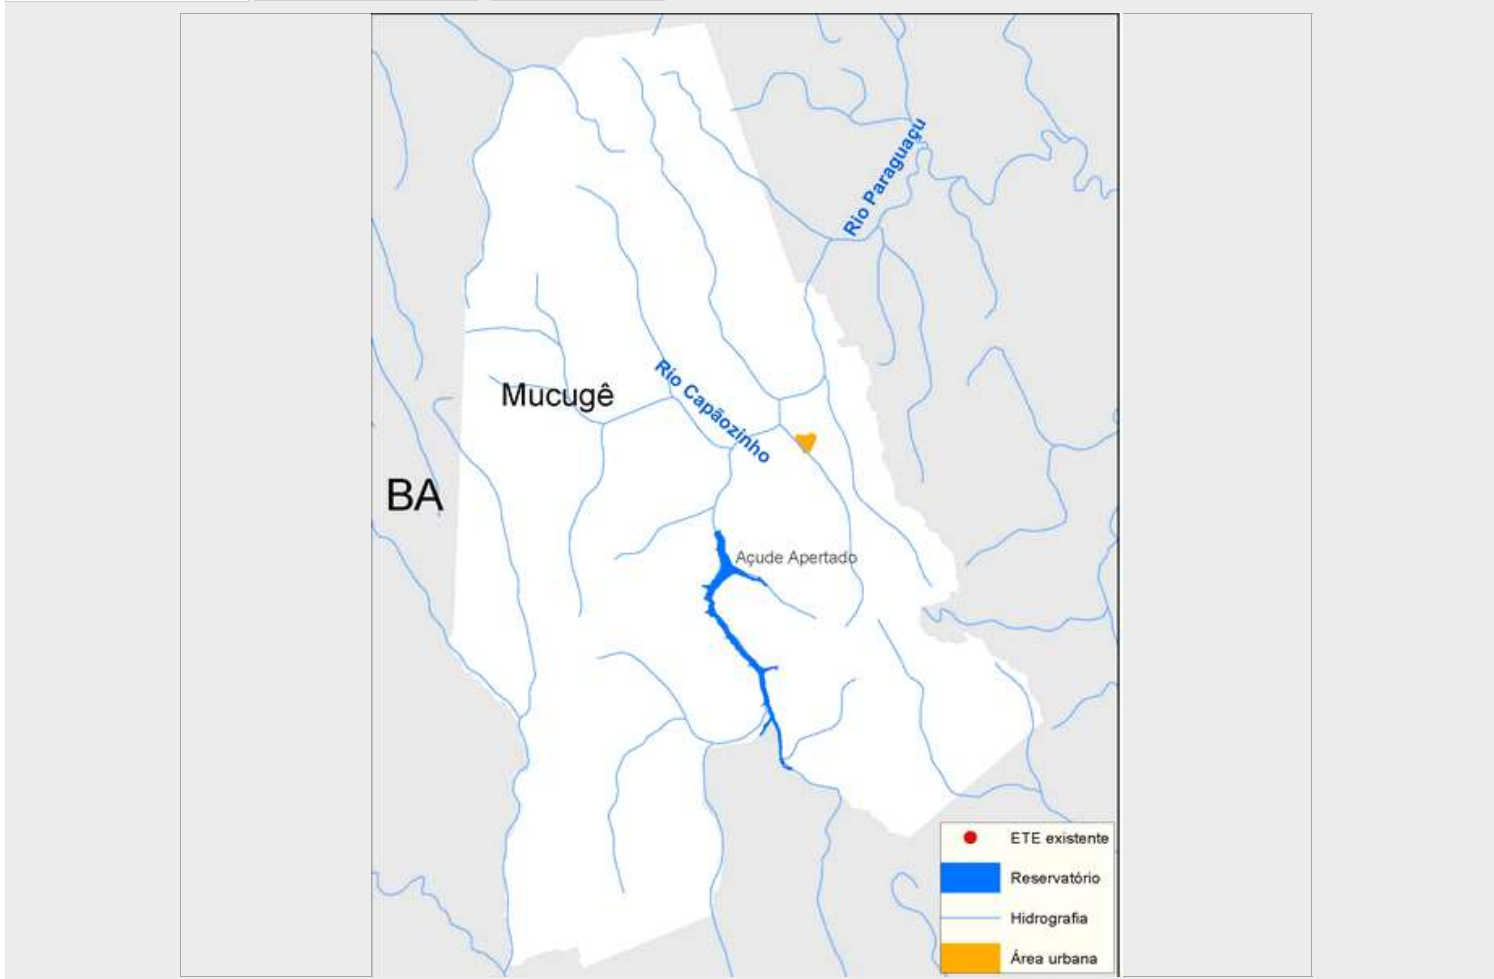 Rio Paraguaçu
Rio Capãozinho
Mucugê
BA
Açude Apertado
ETE existente
Reservatório
Hidrografia
Área urbana